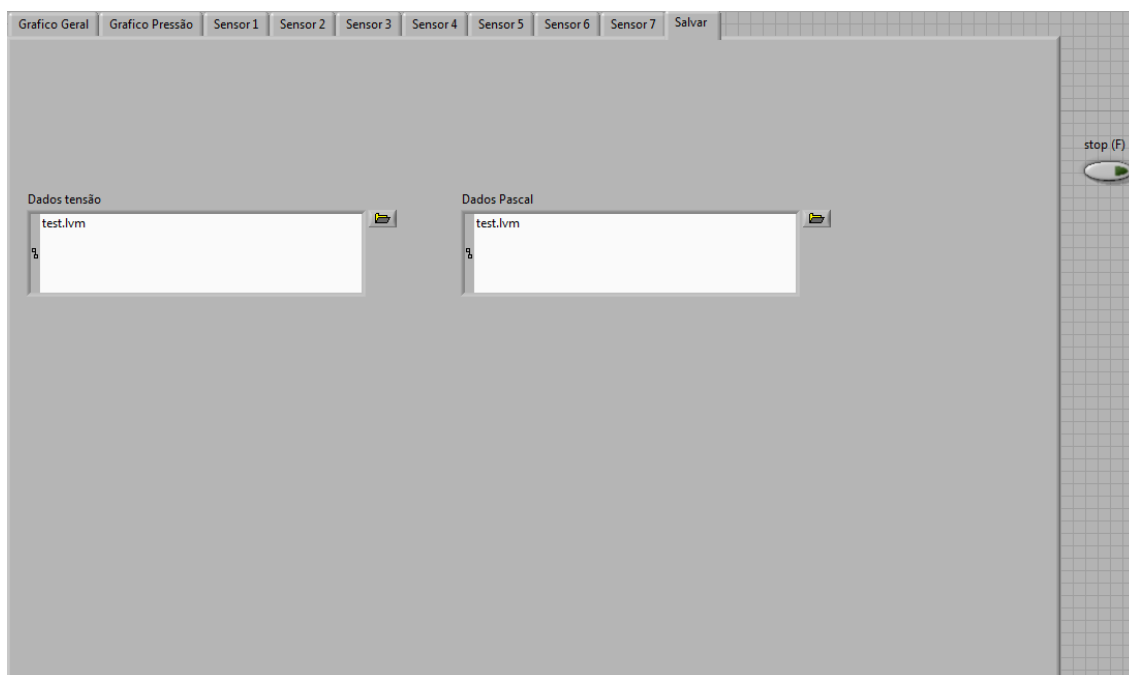 Grafico Geral Grafico Pressão Sensor 1 Sensor 2 Sensor 3 Sensor 4 Sensor 5 Sensor 6 Sensor 7 Salvar
stop (F)
Dados tensão Dados Pascal
test.lvm test.lvm